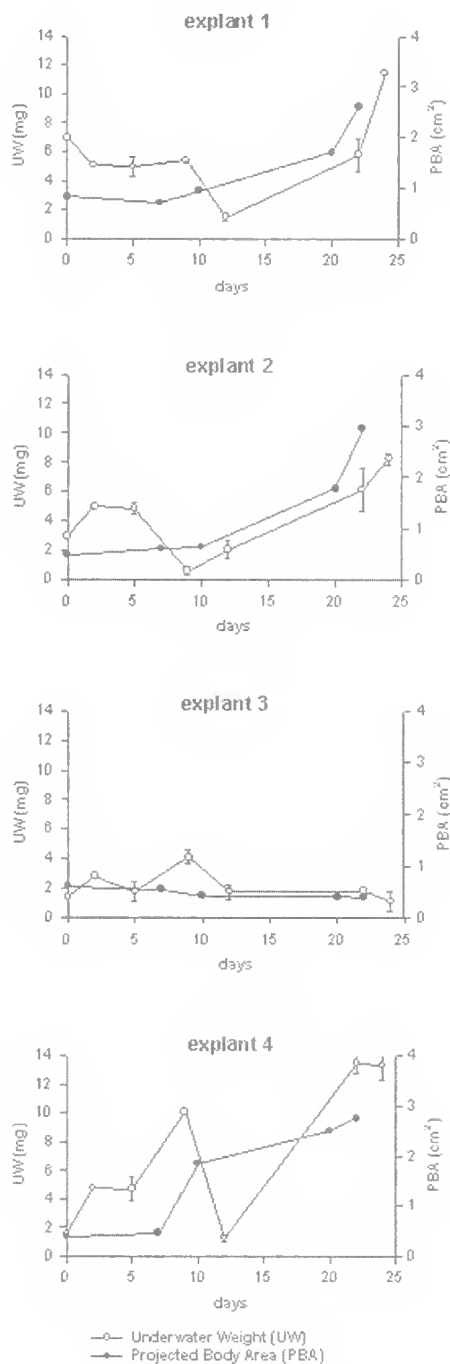 explant 1
14
12
10
8
6
4
2
0
UW (mg)
4
3
2
1
0
PBA (cm²)
0 5 10 15 20 25
days
explant 2
14
12
10
8
6
4
2
0
UW (mg)
4
3
2
1
0
PBA (cm²)
0 5 10 15 20 25
days
explant 3
14
12
10
8
6
4
2
0
UW (mg)
4
3
2
1
0
PBA (cm²)
0 5 10 15 20 25
days
explant 4
14
12
10
8
6
4
2
0
UW (mg)
4
3
2
1
0
PBA (cm²)
0 5 10 15 20 25
days
Underwater Weight (UW)
Projected Body Area (PBA)